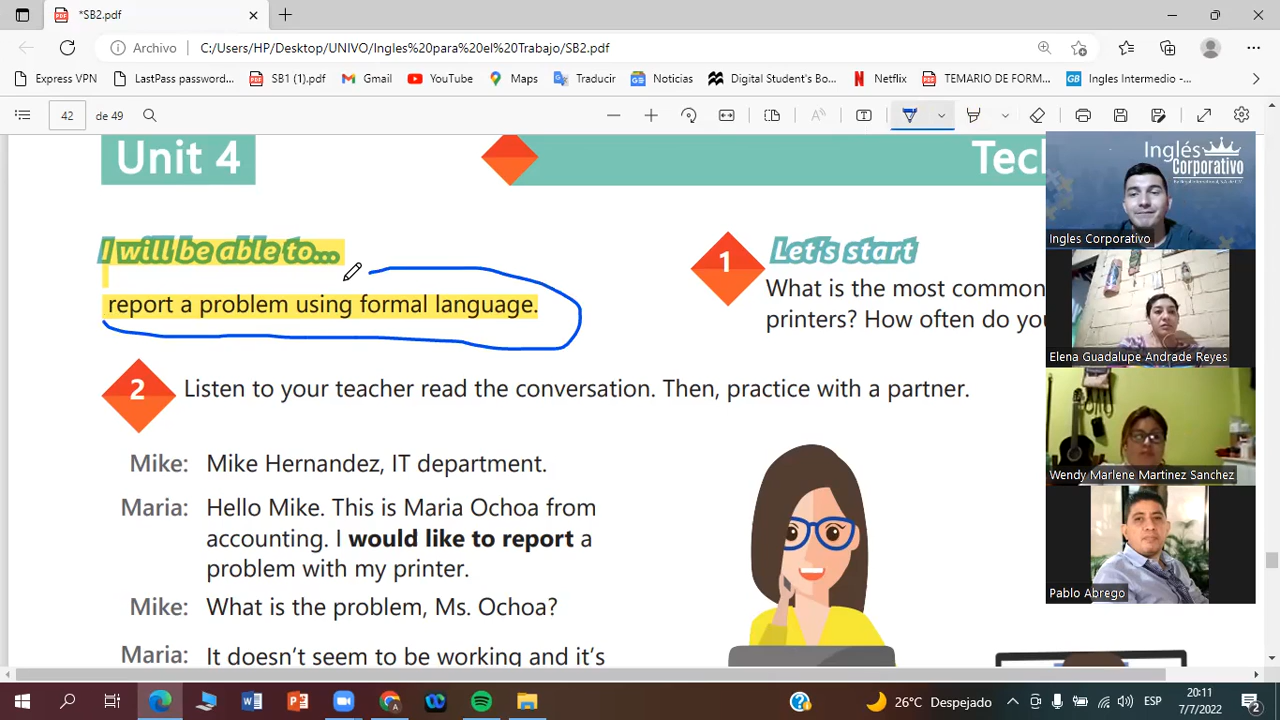 *SB2.pdf
Archivo
C:/Users/HP/Desktop/UNIVO/Ingles%20para%20el%20Trabajo/SB2.pdf
Express VPN
LastPass password...
SB1 (1).pdf
Gmail
YouTube
Maps
Traducir
Noticias
Digital Student's Bo...
Netflix
TEMARIO DE FORM...
Ingles Intermedio -...
42 de 49
Unit 4
Tec
I will be able to...
report a problem using formal language.
1 Let's start
What is the most common
printers? How often do you
2 Listen to your teacher read the conversation. Then, practice with a partner.
Mike: Mike Hernandez, IT department.
Maria: Hello Mike. This is Maria Ochoa from
accounting. I would like to report a
problem with my printer.
Mike: What is the problem, Ms. Ochoa?
Maria: It doesn't seem to be working and it's
Inglés
Corporativo
Ingles Corporativo
Elena Guadalupe Andrade Reyes
Wendy Marlene Martinez Sanchez
Pablo Abrego
26°C Despejado
ESP
20:11
7/7/2022
2